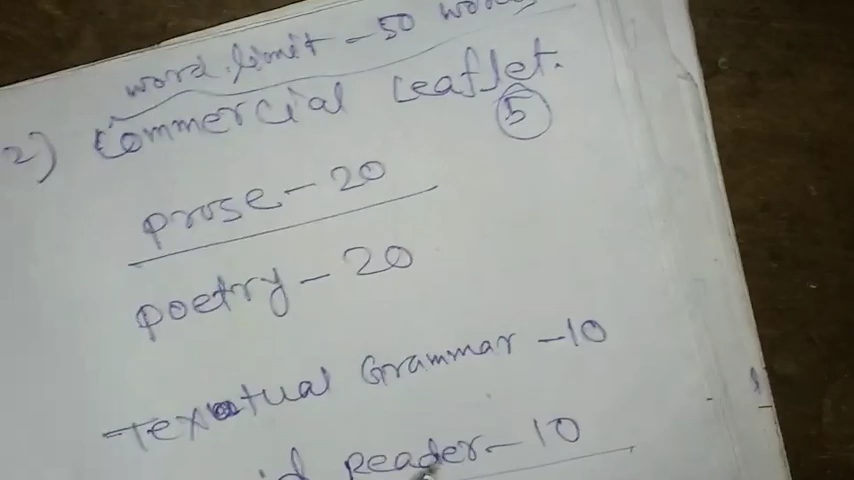 word limit - 50 words
2) Commercial Leaflet.
5
Prose - 20
Poetry - 20
Textual Grammar - 10
Reader - 10